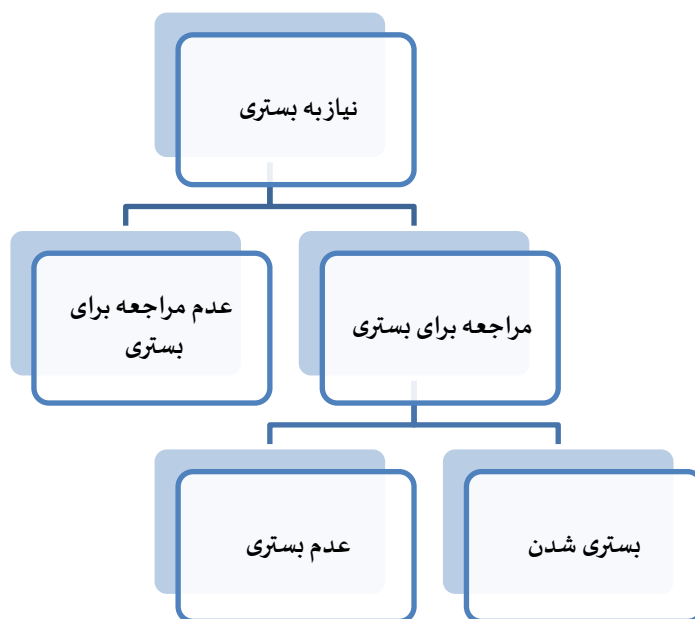 نیاز به بستری
مراجعه برای بستری
عدم مراجعه برای
بستری
بستری شدن
عدم بستری